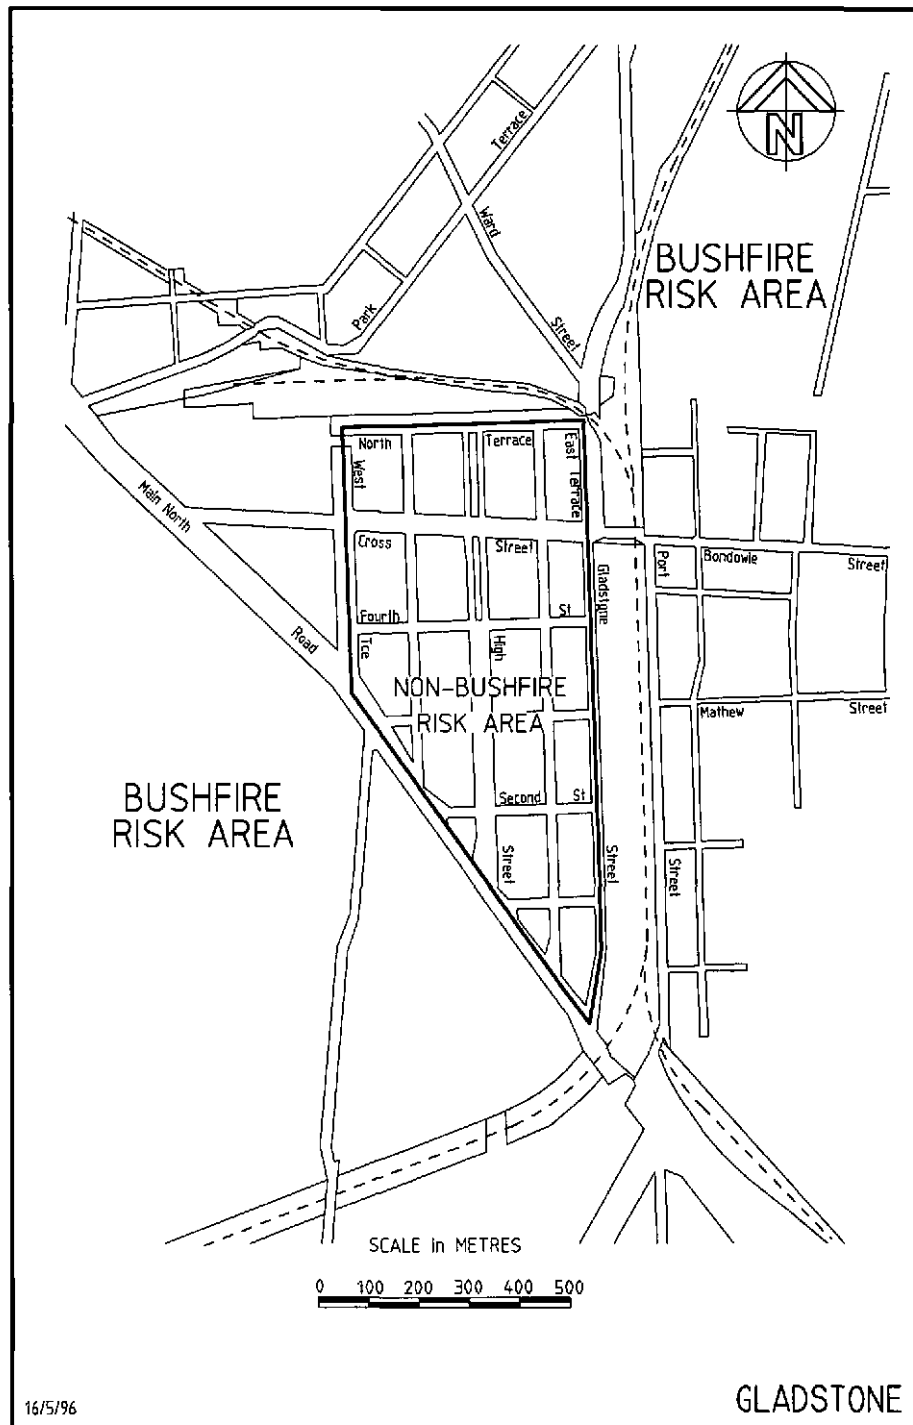 N
Terrace
Ward
Street
Park
BUSHFIRE
RISK AREA
North Terrace
West
East Terrace
Main North
Road
Cross Street
Gladstone
Port
Bondowie Street
Fourth St
Tce
High
NON-BUSHFIRE
RISK AREA
Mathew Street
BUSHFIRE
RISK AREA
Second St
Street
Street
Street
SCALE in METRES
0 100 200 300 400 500
16/5/96
GLADSTONE